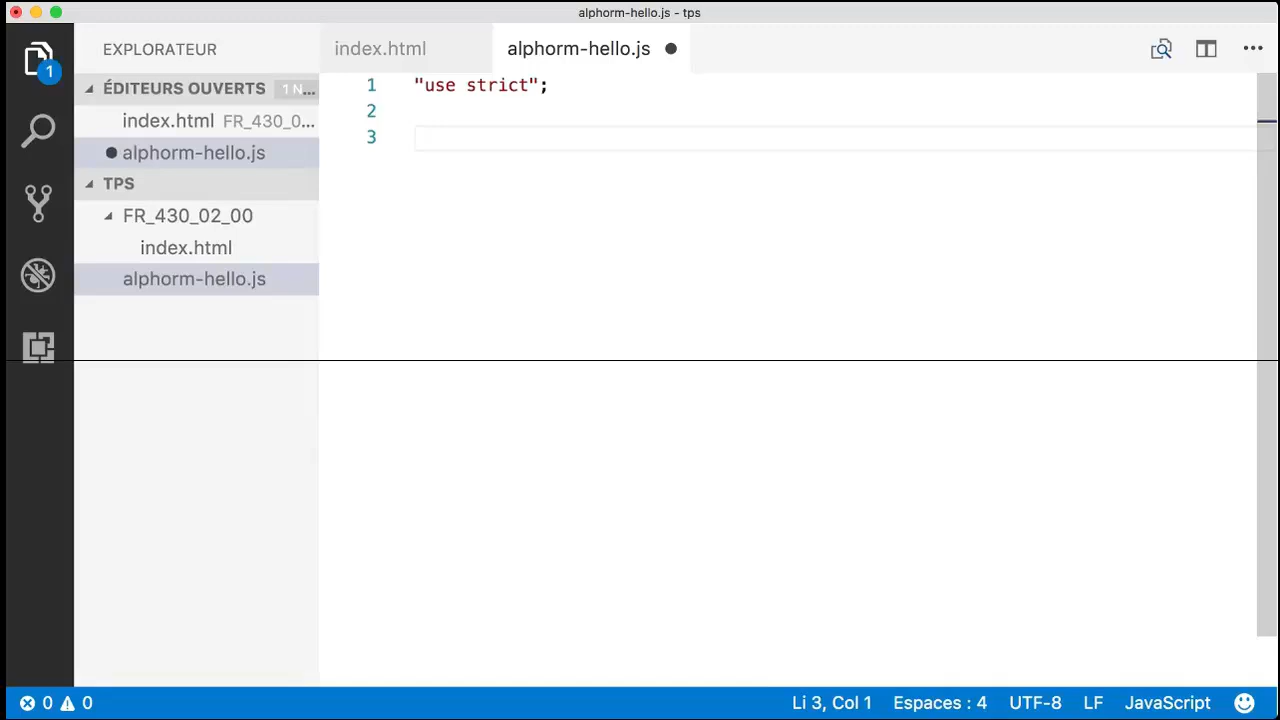 alphorm-hello.js - tps
EXPLORATEUR
index.html
alphorm-hello.js
ÉDITEURS OUVERTS 1 N...
index.html FR_430_0...
alphorm-hello.js
TPS
FR_430_02_00
index.html
alphorm-hello.js
1
1 "use strict";
2
3
0 0
Li 3, Col 1
Espaces : 4
UTF-8
LF
JavaScript